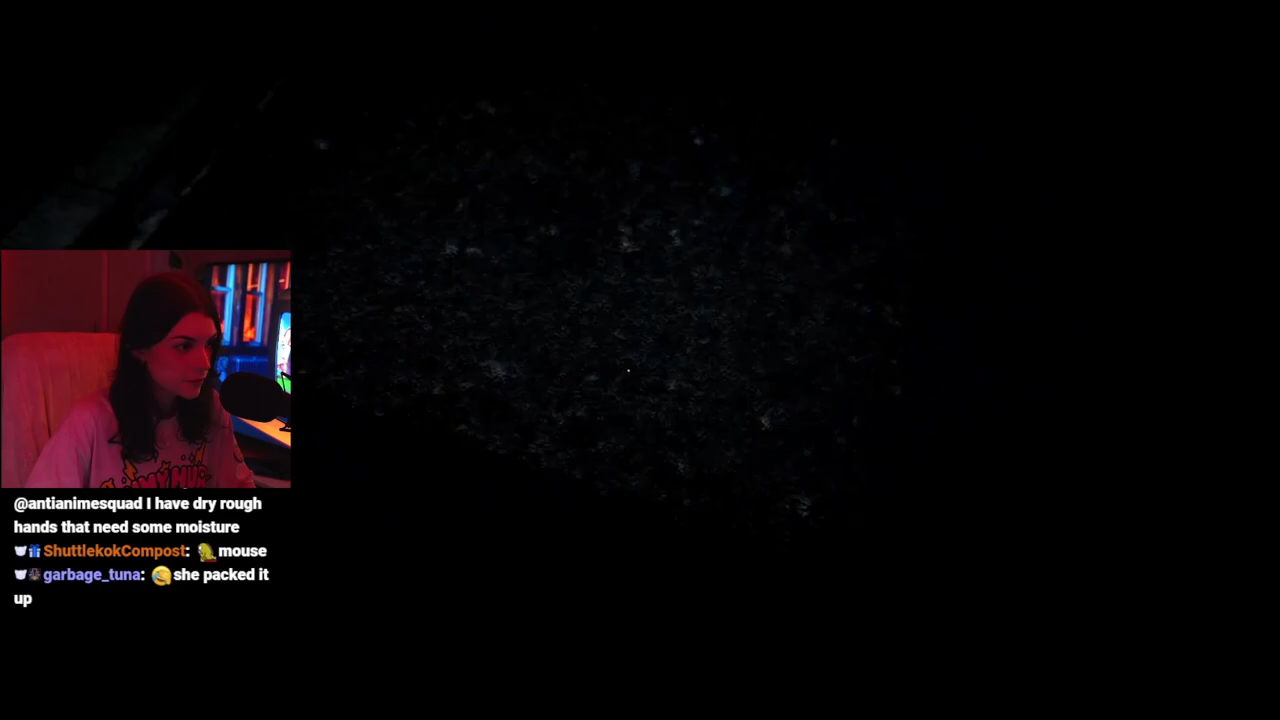 @antianimesquad I have dry rough
hands that need some moisture
ShuttlekokCompost: mouse
garbage_tuna: she packed it
up